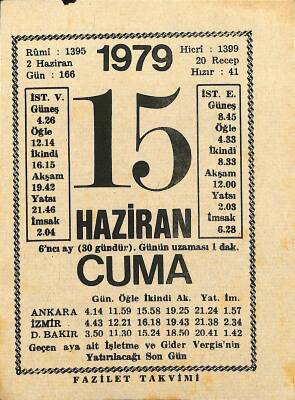 Rûmî : 1395
2 Haziran
Gün : 166
1979
Hicrî : 1399
20 Recep
Hızır : 41
İST. V.
Güneş
4.26
Öğle
12.14
İkindi
16.15
Akşam
19.42
Yatsı
21.46
İmsak
2.04
15
İST. E.
Güneş
8.45
Öğle
4.33
İkindi
8.33
Akşam
12.00
Yatsı
2.03
İmsak
6.28
HAZİRAN
6'ncı ay (30 gündür). Günün uzaması 1 dak.
CUMA
Gün. Öğle İkindi Ak. Yat. İm.
ANKARA 4.14 11.59 15.58 19.25 21.24 1.57
İZMİR 4.43 12.21 16.18 19.43 21.38 2.34
D. BAKIR 3.50 11.30 15.24 18.50 20.41 1.42
Geçen aya ait İşletme ve Gider Vergis'nin
Yatırılacağı Son Gün
FAZİLET TAKVİMİ